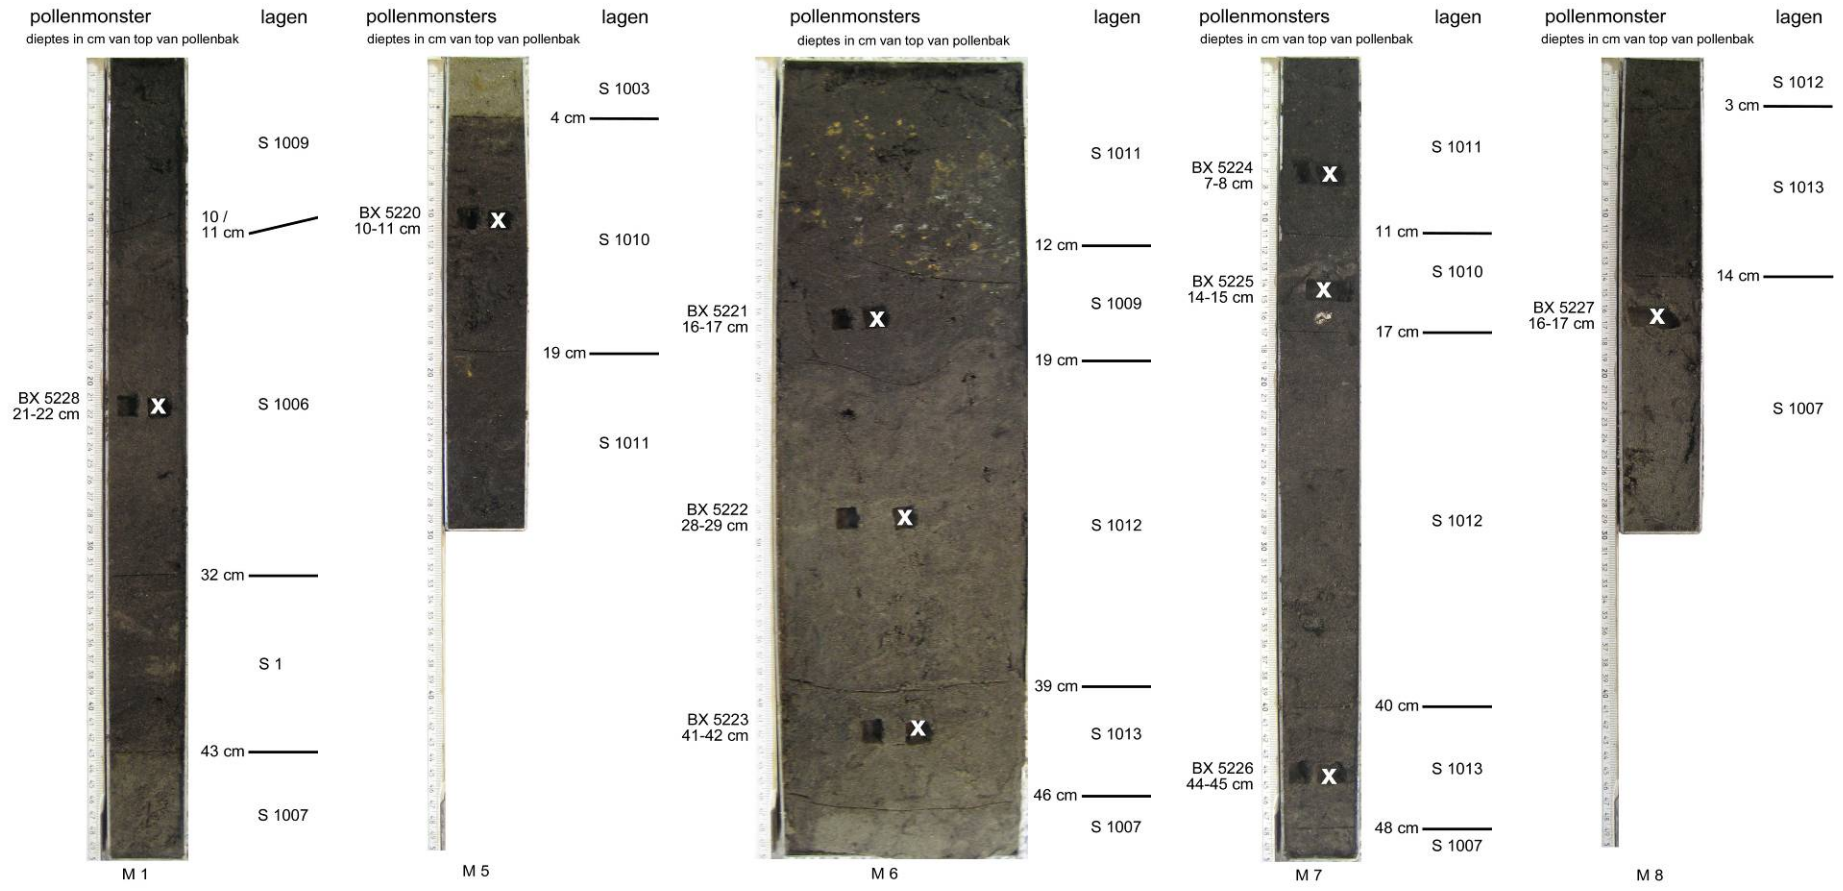 pollenmonster lagen
dieptes in cm van top van pollenbak
S 1009
10 /
11 cm
BX 5228
21-22 cm
X
S 1006
32 cm
S 1
43 cm
S 1007
M 1
pollenmonsters lagen
dieptes in cm van top van pollenbak
S 1003
4 cm
BX 5220
10-11 cm
X
S 1010
19 cm
S 1011
M 5
pollenmonsters lagen
dieptes in cm van top van pollenbak
S 1011
12 cm
BX 5221
16-17 cm
X
S 1009
19 cm
BX 5222
28-29 cm
X
S 1012
39 cm
BX 5223
41-42 cm
X
S 1013
46 cm
S 1007
M 6
pollenmonsters lagen
dieptes in cm van top van pollenbak
S 1011
BX 5224
7-8 cm
X
11 cm
BX 5225
14-15 cm
X
S 1010
17 cm
S 1012
40 cm
BX 5226
44-45 cm
X
S 1013
48 cm
S 1007
M 7
pollenmonster lagen
dieptes in cm van top van pollenbak
S 1012
3 cm
S 1013
14 cm
BX 5227
16-17 cm
X
S 1007
M 8